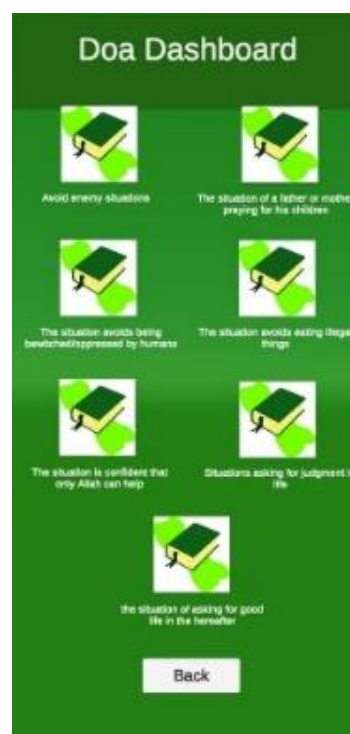 Doa Dashboard
Avoid enemy situations
The situation of a father or mother
praying for his children
The situation avoids being
bewitched/oppressed by humans
The situation avoids eating illegal
things
The situation is confident that
only Allah can help
Situations asking for judgment
life
the situation of asking for good
life in the hereafter
Back